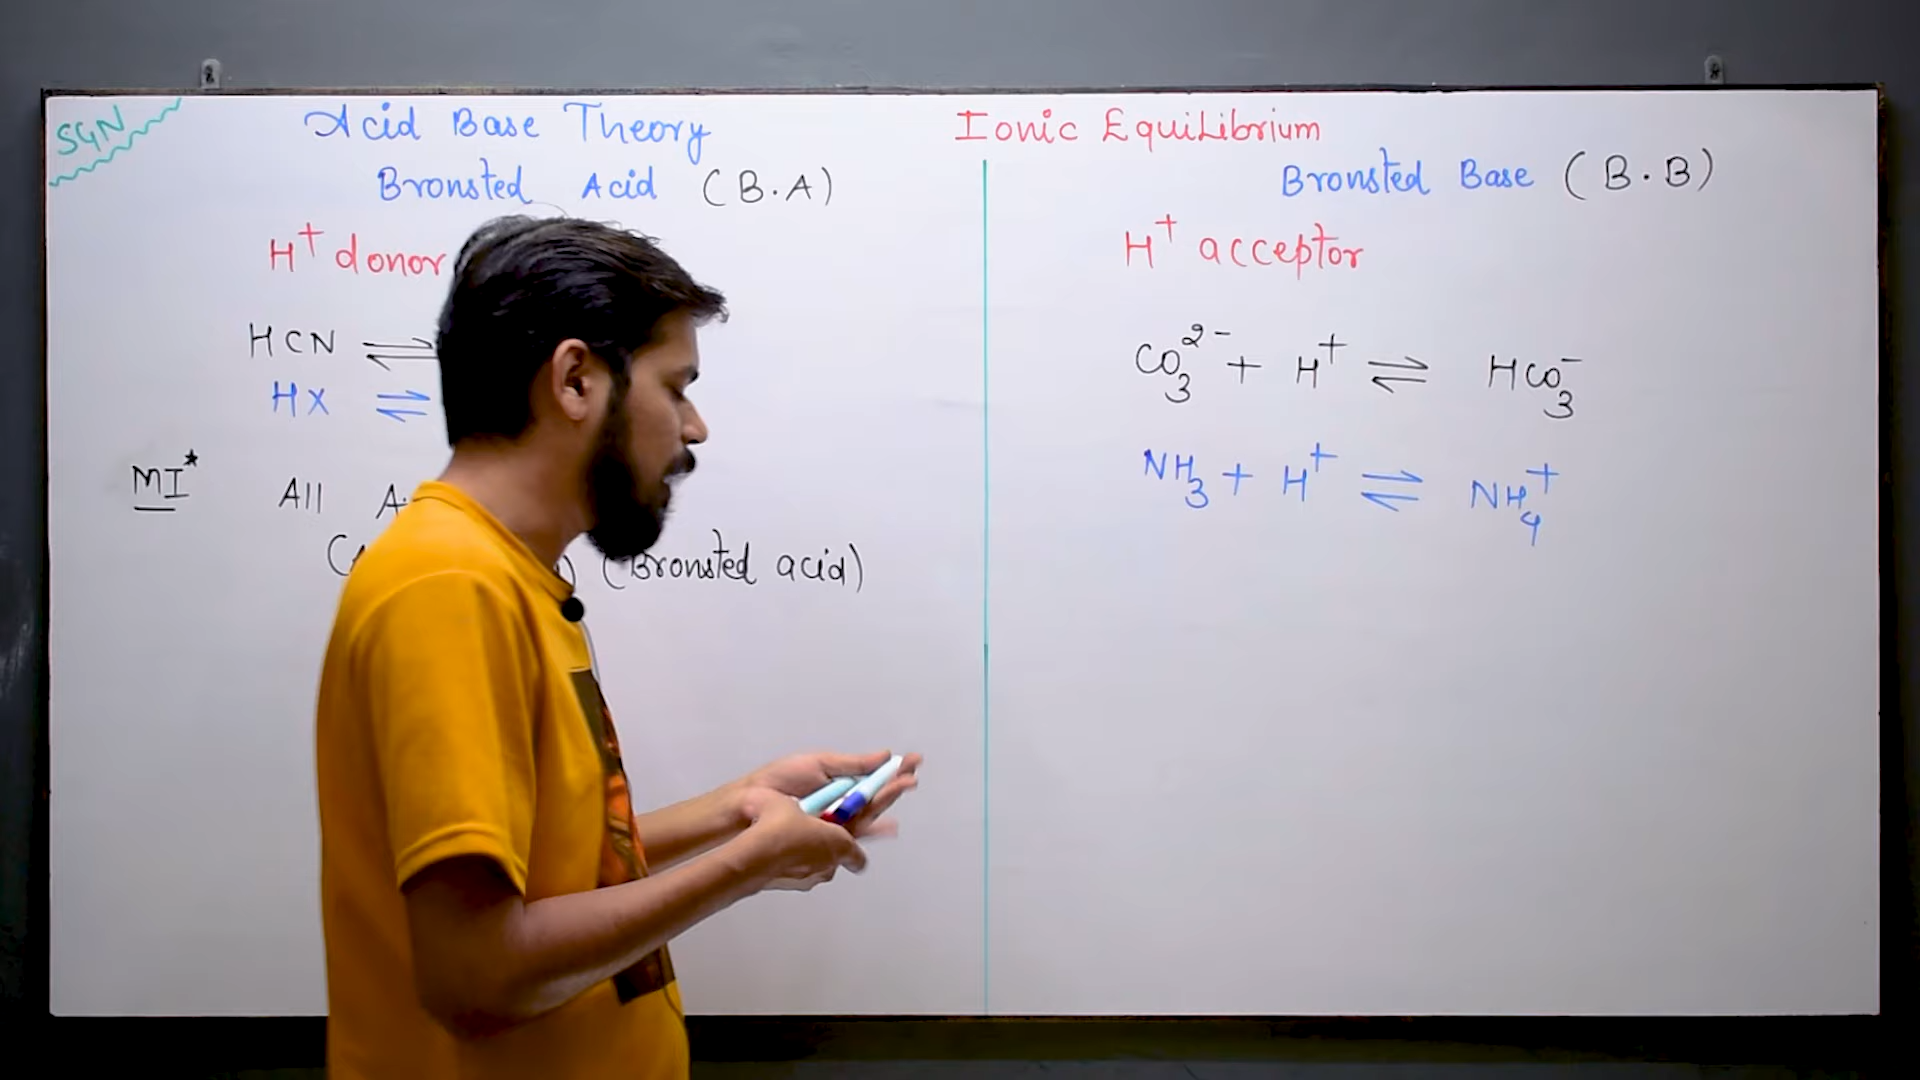 SGN
Acid Base Theory
Ionic Equilibrium
Bronsted Acid (B.A)
H⁺ donor
HCN ⇌
HX ⇌
MI*
All
(Bronsted acid)
Bronsted Base (B.B)
H⁺ acceptor
CO₃²⁻ + H⁺ ⇌ HCO₃⁻
NH₃ + H⁺ ⇌ NH₄⁺